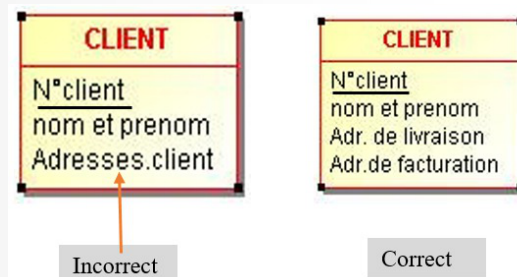 CLIENT
N°client
nom et prenom
Adresses.client
Incorrect
CLIENT
N°client
nom et prenom
Adr. de livraison
Adr.de facturation
Correct